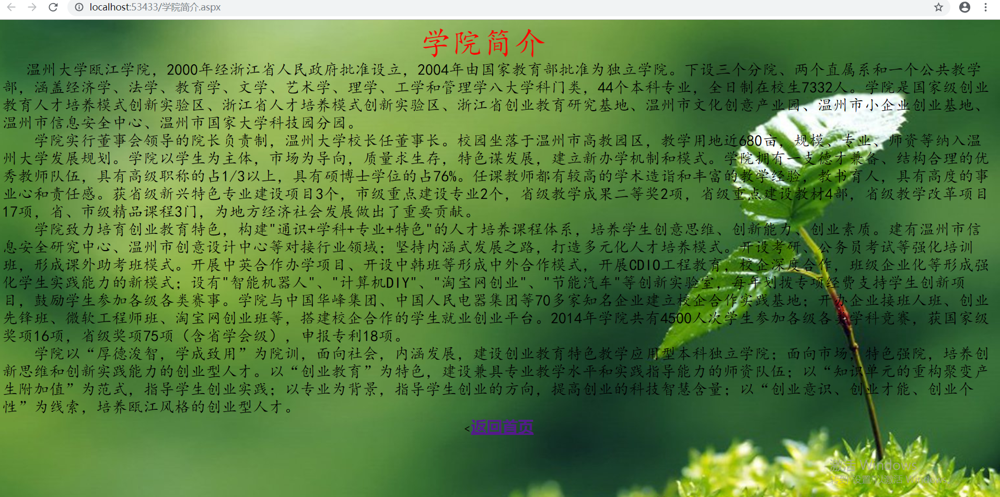 localhost:53433/学院简介.aspx
学院简介
温州大学瓯江学院，2000年经浙江省人民政府批准设立，2004年由国家教育部批准为独立学院。下设三个分院、两个直属系和一个公共教学
部，涵盖经济学、法学、教育学、文学、艺术学、理学、工学和管理学八大学科门类，44个本科专业，全日制在校生7332人。学院是国家级创业
教育人才培养模式创新实验区、浙江省人才培养模式创新实验区、浙江省创业教育研究基地、温州市文化创意产业园、温州市小企业创业基地、
温州市信息安全中心、温州市国家大学科技园分园。
学院实行董事会领导的院长负责制，温州大学校长任董事长。校园坐落于温州市高教园区，教学用地近680亩，规模、专业、师资等纳入温
州大学发展规划。学院以学生为主体，市场为导向，质量求生存，特色谋发展，建立新办学机制和模式。学院拥有一支德才兼备、结构合理的优
秀教师队伍，具有高级职称的占1/3以上，具有硕博士学位的占76%。任课教师都有较高的学术造诣和丰富的教学经验，教书育人，具有高度的事
业心和责任感。获省级新兴特色专业建设项目3个，市级重点建设专业2个，省级教学成果二等奖2项，省级重点建设教材4部，省级教学改革项目
17项，省、市级精品课程3门，为地方经济社会发展做出了重要贡献。
学院致力培育创业教育特色，构建"通识+学科+专业+特色"的人才培养课程体系，培养学生创意思维、创新能力、创业素质。建有温州市信
息安全研究中心、温州市创意设计中心等对接行业领域；坚持内涵式发展之路，打造多元化人才培养模式。开设考研、公务员考试等强化培训
班，形成课外助考班模式。开展中英合作办学项目、开设中韩班等形成中外合作模式，开展CDIO工程教育，校企深度合作，班级企业化等形成强
化学生实践能力的新模式；设有"智能机器人"、"计算机DIY"、"淘宝网创业"、"节能汽车"等创新实验室，每年划拨专项经费支持学生创新项
目，鼓励学生参加各级各类赛事。学院与中国华峰集团、中国人民电器集团等70多家知名企业建立校企合作实践基地；开办企业接班人班、创业
先锋班、微软工程师班、淘宝网创业班等，搭建校企合作的学生就业创业平台。2014年学院共有4500人次学生参加各级各类学科竞赛，获国家级
奖项16项，省级奖项75项（含省学会级），申报专利18项。
学院以“厚德浚智，学成致用”为院训，面向社会，内涵发展，建设创业教育特色教学应用型本科独立学院；面向市场，特色强院，培养创
新思维和创新实践能力的创业型人才。以“创业教育”为特色，建设兼具专业教学水平和实践指导能力的师资队伍；以“知识单元的重构聚变产
生附加值”为范式，指导学生创业实践；以专业为背景，指导学生创业的方向，提高创业的科技智慧含量；以“创业意识、创业才能、创业个
性”为线索，培养瓯江风格的创业型人才。
<返回首页
激活 Windows
转到"设置"以激活 Windows。